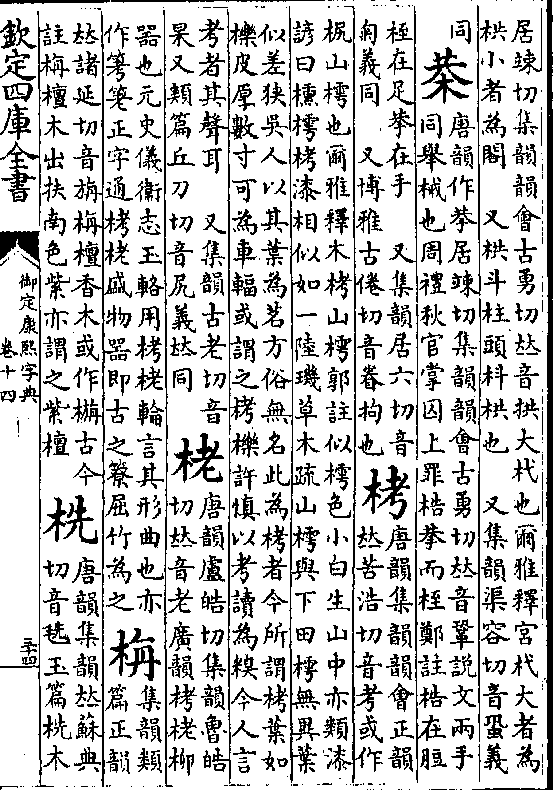 居竦切集韻韻會古勇切𠀤音拱大杙也爾雅釋宫杙大者為
栱小者為閣 又栱斗柱頭枓栱也 又集韻渠容切音蛩義
同 㭟 唐韻作拲居竦切集韻韻會古勇切𠀤音鞏説文兩手
同舉械也周禮秋官掌囚上罪梏拲而桎鄭註梏在脰
桎在足拲在手 又集韻居六切音
匊義同 又博雅古倦切音眷拘也
栲 唐韻集韻韻會正韻
𠀤苦浩切音考或作
㮏山樗也爾雅釋木栲山樗郭註似樗色小白生山中亦類漆
諺曰櫄樗栲漆相似如一陸璣草木疏山樗與下田樗無異葉
似差狹吳人以其葉為茗方俗無名此為栲者今所謂栲葉如
櫟皮厚數寸可為車輻或謂之栲櫟許慎以考讀為糗今人言
考者其聲耳 又集韻古老切音
杲又類篇丘刀切音尻義𠀤同
栳 唐韻盧皓切集韻魯皓
切𠀤音老廣韻栲栳柳
器也元史儀衛志玉輅用栲栳輪言其形曲也亦
作正字通栲栳盛物器即古之屈竹為之
栴 集韻類
篇正韻
𠀤諸延切音旃栴檀香木或作古今
註栴檀木出扶南色紫亦謂之紫檀
㭠 唐韻集韻𠀤蘇典
切音毨玉篇㭠木
欽定四庫全書
御定康熙字典
卷十四
三十四